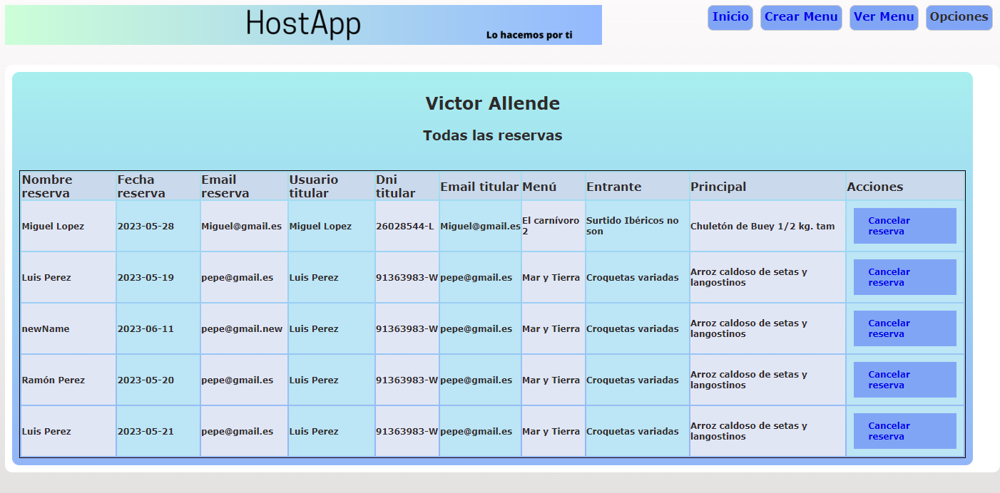 HostApp
Lo hacemos por ti
Inicio Crear Menu Ver Menu Opciones
Victor Allende
Todas las reservas
Nombre reserva Fecha reserva Email reserva Usuario titular Dni titular Email titular Menú Entrante Principal Acciones
Miguel Lopez 2023-05-28 Miguel@gmail.es Miguel Lopez 26028544-L Miguel@gmail.es El carnívoro 2 Surtido Ibéricos no son Chuletón de Buey 1/2 kg. tam Cancelar reserva
Luis Perez 2023-05-19 pepe@gmail.es Luis Perez 91363983-W pepe@gmail.es Mar y Tierra Croquetas variadas Arroz caldoso de setas y langostinos Cancelar reserva
newName 2023-06-11 pepe@gmail.new Luis Perez 91363983-W pepe@gmail.es Mar y Tierra Croquetas variadas Arroz caldoso de setas y langostinos Cancelar reserva
Ramón Perez 2023-05-20 pepe@gmail.es Luis Perez 91363983-W pepe@gmail.es Mar y Tierra Croquetas variadas Arroz caldoso de setas y langostinos Cancelar reserva
Luis Perez 2023-05-21 pepe@gmail.es Luis Perez 91363983-W pepe@gmail.es Mar y Tierra Croquetas variadas Arroz caldoso de setas y langostinos Cancelar reserva